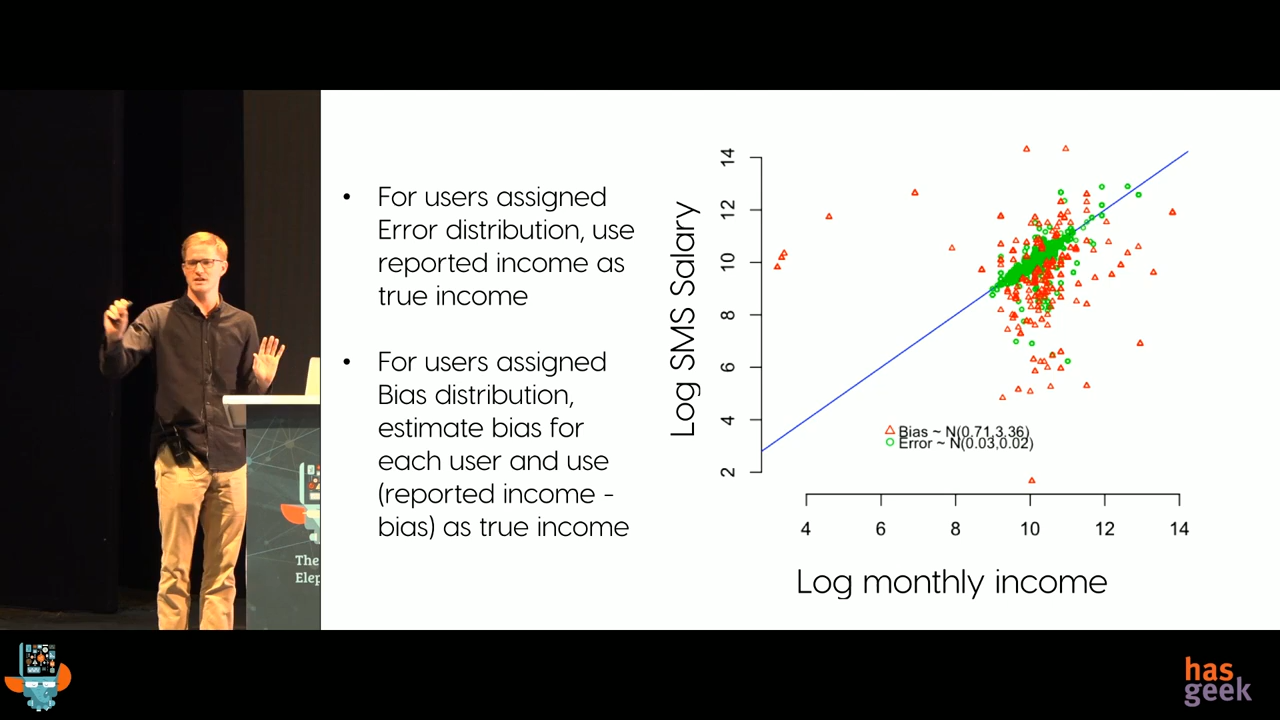 • For users assigned
Error distribution, use
reported income as
true income
• For users assigned
Bias distribution,
estimate bias for
each user and use
(reported income -
bias) as true income
Log SMS Salary
14
12
10
8
6
4
2
Bias ~ N(0.71,3.36)
Error ~ N(0.03,0.02)
4 6 8 10 12 14
Log monthly income
The
Elep
has
geek